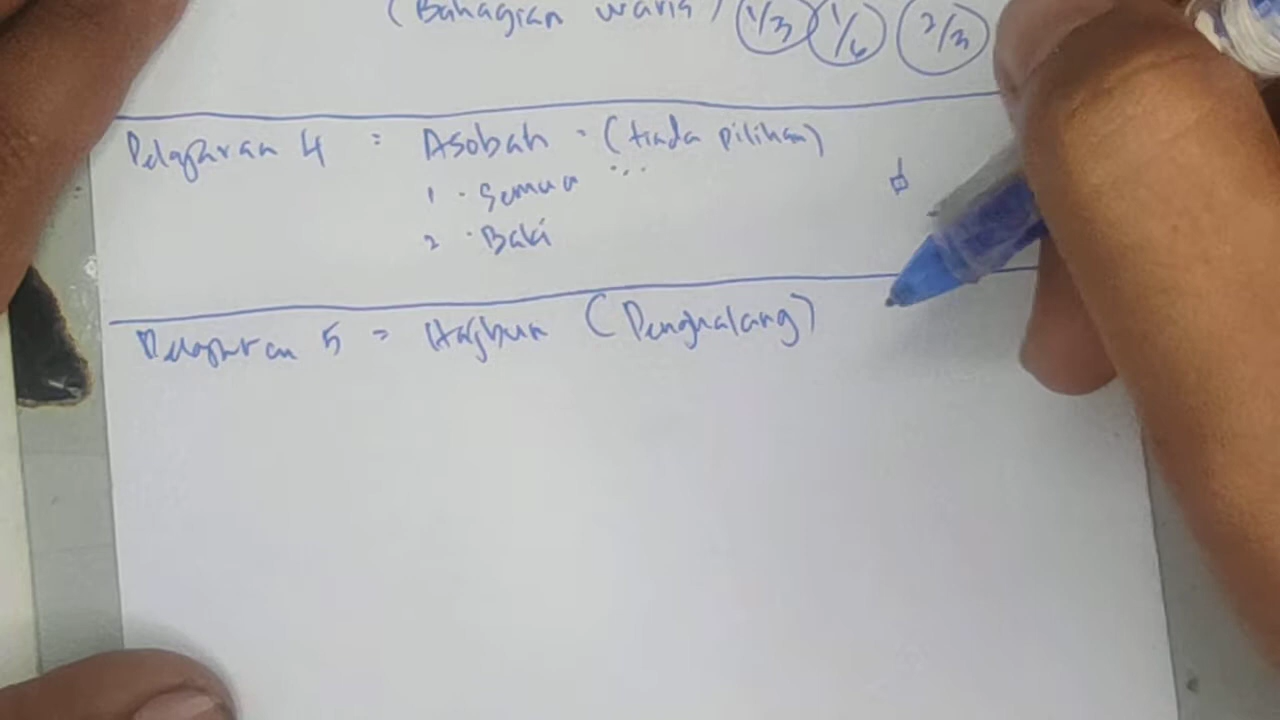 (Bahagian waris) 1/3 1/6 2/3
Pelajaran 4 = Asobah - (tiada pilihan)
1. Semua ...
2. Baki
Pelajaran 5 = Hajbun (Penghalang)